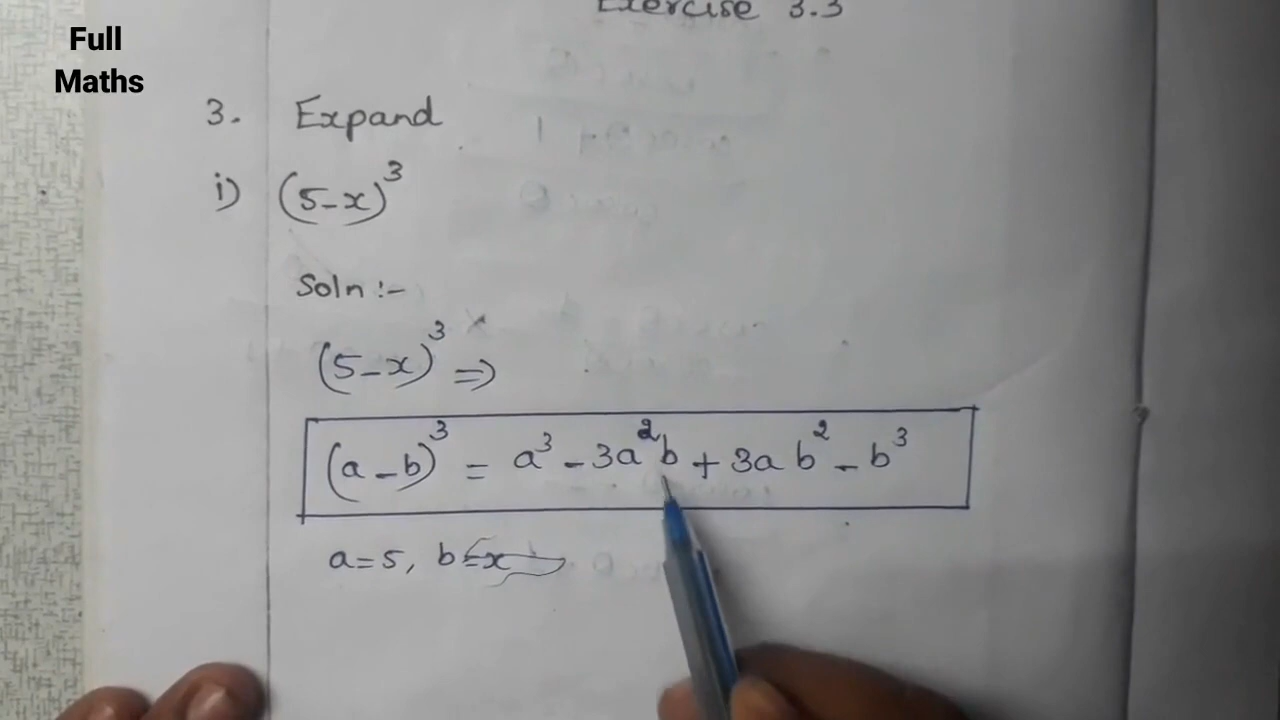 Full
Maths
Exercise 3.3
3. Expand
i) (5-x)³
Soln :-
(5-x)³ ⇒
(a-b)³ = a³ - 3a²b + 3ab² - b³
a=5, b=x